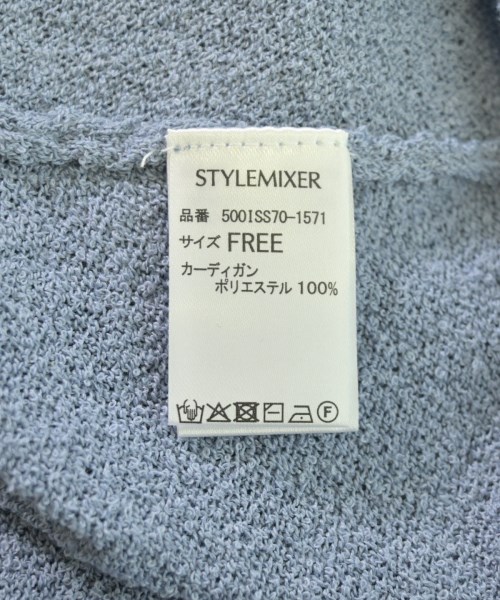 STYLEMIXER
品番 500ISS70-1571
サイズ FREE
カーディガン
ポリエステル 100%
F